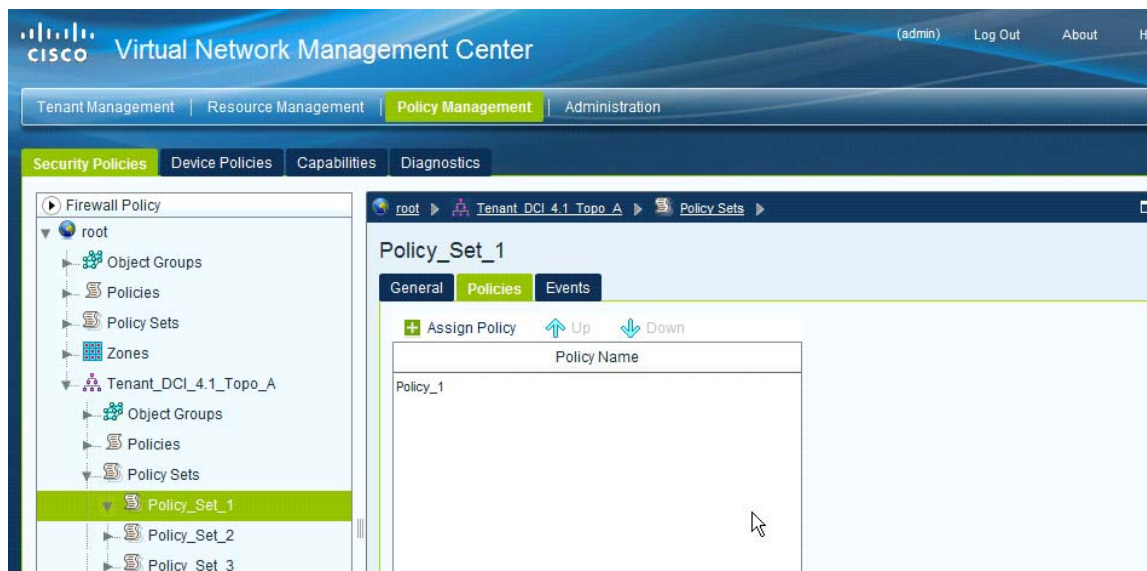 CISCO Virtual Network Management Center
(admin) Log Out About
Tenant Management | Resource Management | Policy Management | Administration
Security Policies Device Policies Capabilities Diagnostics
Firewall Policy
root
Object Groups
Policies
Policy Sets
Zones
Tenant_DCI_4.1_Topo_A
Object Groups
Policies
Policy Sets
Policy_Set_1
Policy_Set_2
Policy_Set_3
root Tenant_DCI_4.1_Topo_A Policy Sets
Policy_Set_1
General Policies Events
Assign Policy Up Down
Policy Name
Policy_1